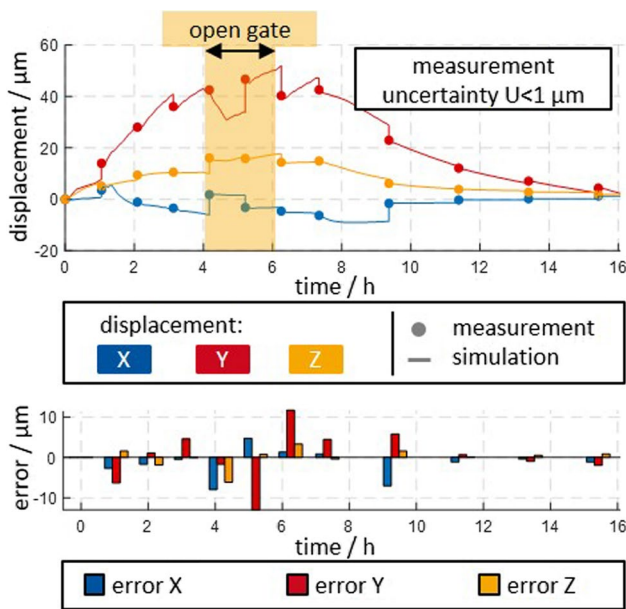 open gate
60
40
20
0
-20
displacement / µm
measurement
uncertainty U<1 µm
0 2 4 6 8 10 12 14 16
time / h
displacement:
X Y Z
measurement
simulation
10
0
-10
error / µm
0 2 4 6 8 10 12 14 16
time / h
error X error Y error Z